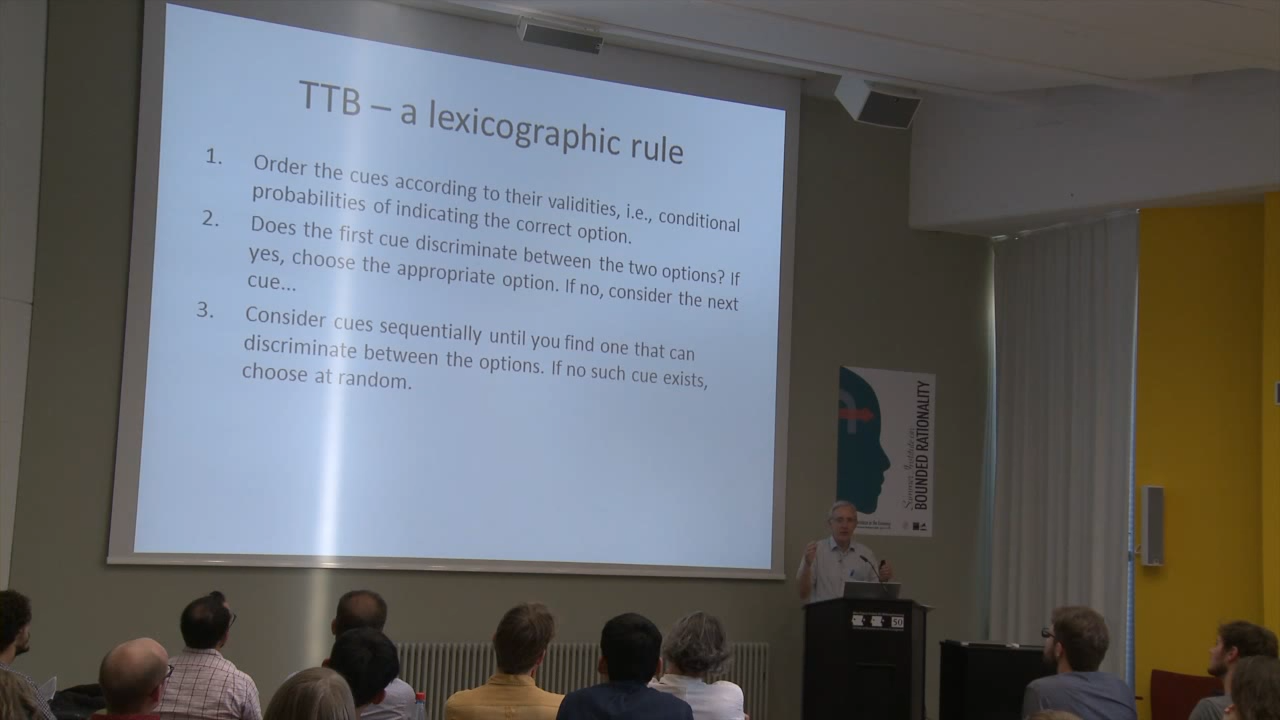 TTB – a lexicographic rule
1. Order the cues according to their validities, i.e., conditional
probabilities of indicating the correct option.
2. Does the first cue discriminate between the two options? If
yes, choose the appropriate option. If no, consider the next
cue...
3. Consider cues sequentially until you find one that can
discriminate between the options. If no such cue exists,
choose at random.
Summer Institute on
BOUNDED RATIONALITY
50